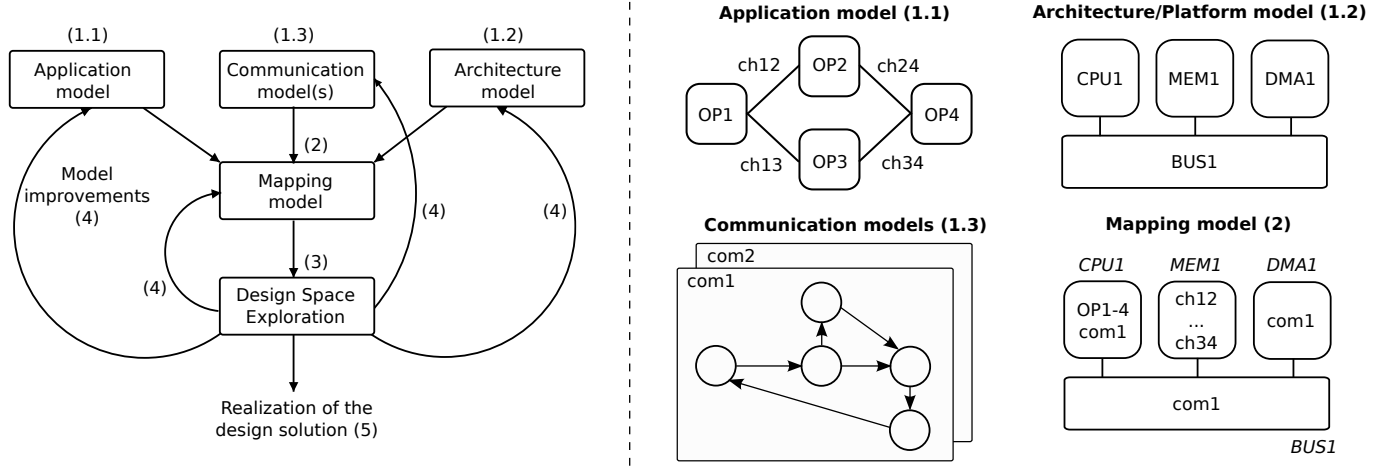 (1.1)
(1.3)
(1.2)
Application
model
Communication
model(s)
Architecture
model
(2)
Model
improvements
(4)
Mapping
model
(4)
(4)
(3)
(4)
Design Space
Exploration
Realization of the
design solution (5)
Application model (1.1)
ch12
OP2
ch24
OP1
OP4
ch13
OP3
ch34
Architecture/Platform model (1.2)
CPU1
MEM1
DMA1
BUS1
Communication models (1.3)
com2
com1
Mapping model (2)
CPU1
MEM1
DMA1
OP1-4
com1
ch12
...
ch34
com1
com1
BUS1